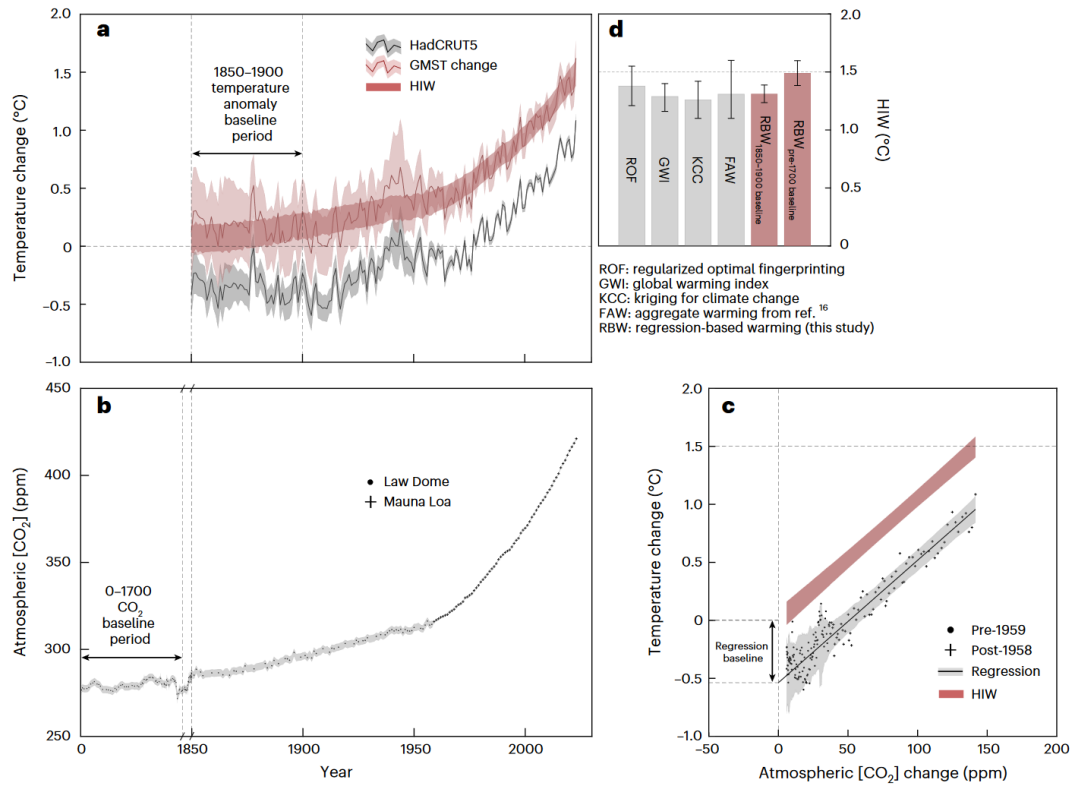 a
2.0
1.5
1.0
0.5
0
–0.5
–1.0
Temperature change (°C)
1850–1900
temperature
anomaly
baseline
period
HadCRUT5
GMST change
HIW
d
2.0
1.5
1.0
0.5
0
HIW (°C)
ROF
GWI
KCC
FAW
RBW
1850–1900 baseline
RBW
pre-1700 baseline
ROF: regularized optimal fingerprinting
GWI: global warming index
KCC: kriging for climate change
FAW: aggregate warming from ref. 16
RBW: regression-based warming (this study)
b
450
400
350
300
250
Atmospheric [CO2] (ppm)
Law Dome
Mauna Loa
0–1700
CO2
baseline
period
0
1850
1900
1950
2000
Year
c
2.0
1.5
1.0
0.5
0
–0.5
–1.0
Temperature change (°C)
Regression
baseline
Pre-1959
Post-1958
Regression
HIW
–50
0
50
100
150
200
Atmospheric [CO2] change (ppm)